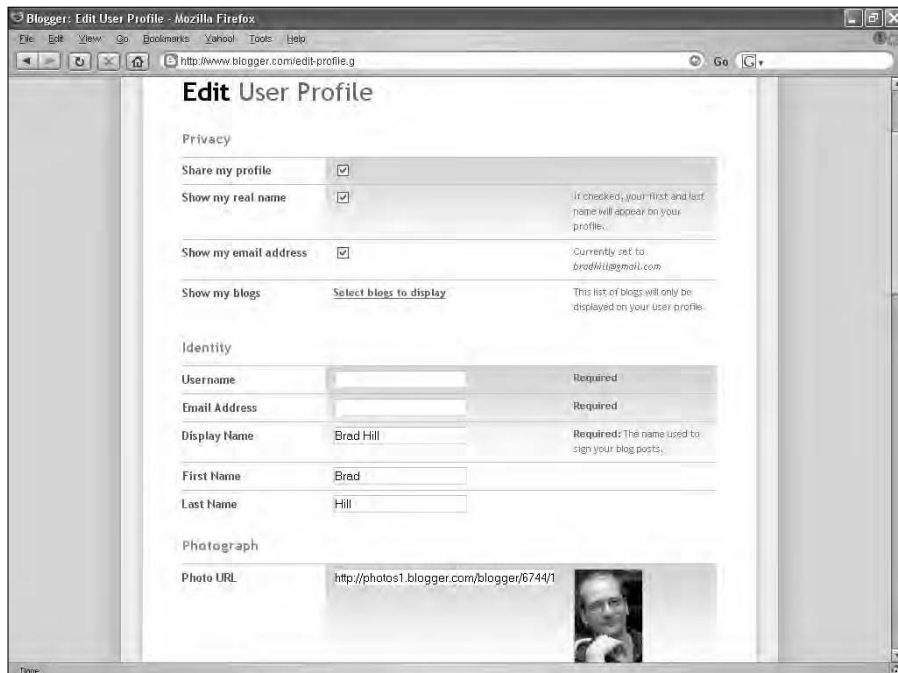 Blogger: Edit User Profile - Mozilla Firefox
File Edit View Go Bookmarks Yahoo! Tools Help
http://www.blogger.com/edit-profile.g
Go
G
Edit User Profile
Privacy
Share my profile
Show my real name
If checked, your first and last
name will appear on your
profile.
Show my email address
Currently set to
bradhill@gmail.com
Show my blogs
Select blogs to display
This list of blogs will only be
displayed on your user profile.
Identity
Username
Required
Email Address
Required
Display Name
Brad Hill
Required: The name used to
sign your blog posts.
First Name
Brad
Last Name
Hill
Photograph
Photo URL
http://photos1.blogger.com/blogger/6744/1
Done